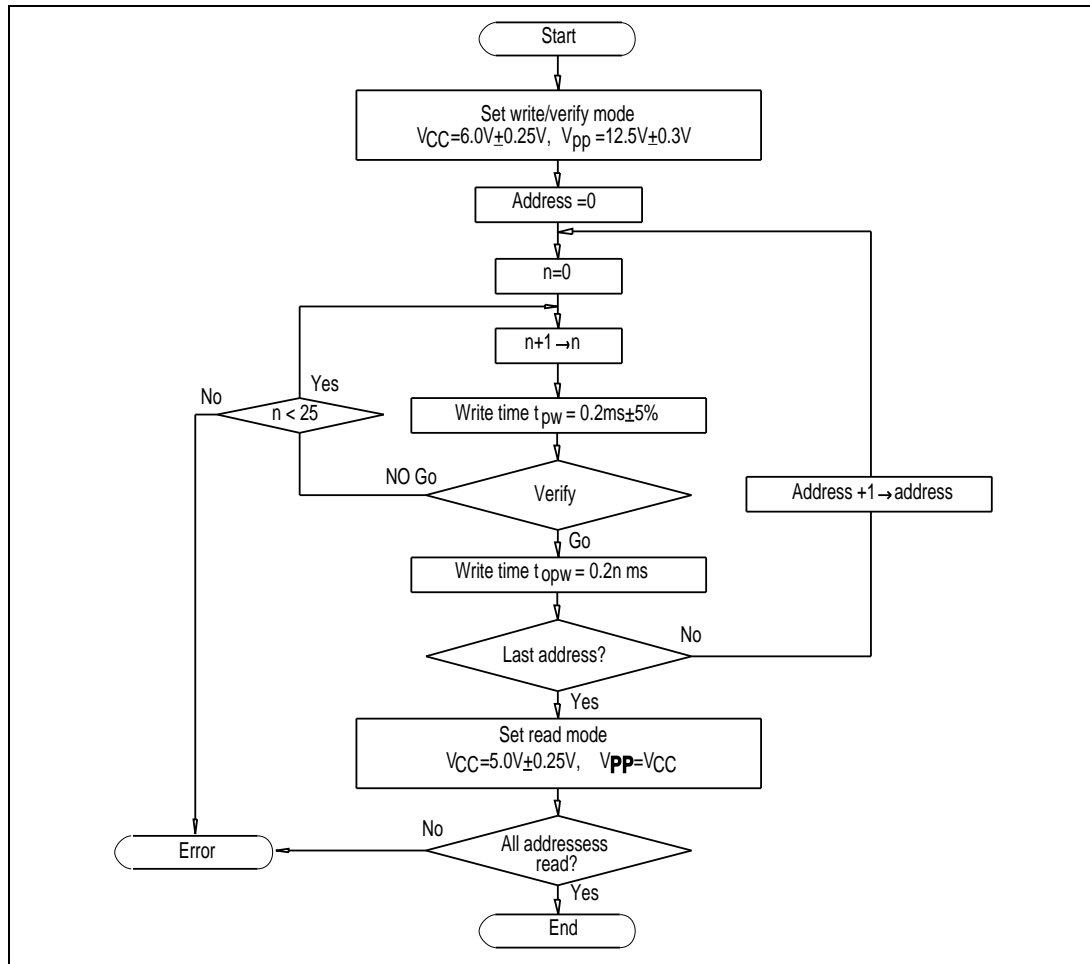 Start
Set write/verify mode
VCC=6.0V±0.25V, Vpp =12.5V±0.3V
Address =0
n=0
n+1→n
No
Yes
n < 25
Write time tpw = 0.2ms±5%
NO Go
Verify
Address +1→address
Go
Write time topw = 0.2n ms
No
Last address?
Yes
Set read mode
VCC=5.0V±0.25V, VPP=VCC
No
Error
All addressess
read?
Yes
End